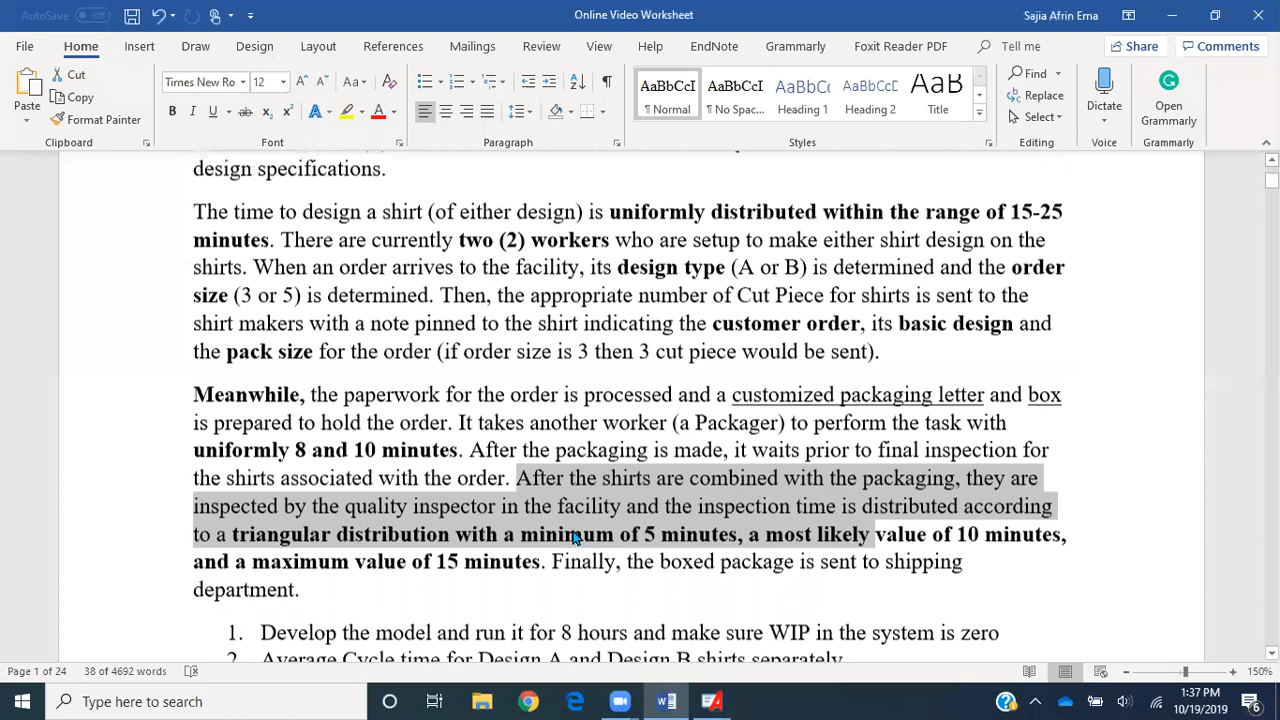 AutoSave Off
Online Video Worksheet
Sajia Afrin Ema
File Home Insert Draw Design Layout References Mailings Review View Help EndNote Grammarly Foxit Reader PDF Tell me Share Comments
Paste
Cut
Copy
Format Painter
Clipboard
Times New Ro 12
Font
Paragraph
AaBbCcI AaBbCcI AaBbCcI AaBbCcI AaB
¶ Normal ¶ No Spac... Heading 1 Heading 2 Title
Styles
Find
Replace
Select
Editing
Dictate
Voice
Open
Grammarly
Grammarly
design specifications.
The time to design a shirt (of either design) is uniformly distributed within the range of 15-25
minutes. There are currently two (2) workers who are setup to make either shirt design on the
shirts. When an order arrives to the facility, its design type (A or B) is determined and the order
size (3 or 5) is determined. Then, the appropriate number of Cut Piece for shirts is sent to the
shirt makers with a note pinned to the shirt indicating the customer order, its basic design and
the pack size for the order (if order size is 3 then 3 cut piece would be sent).
Meanwhile, the paperwork for the order is processed and a customized packaging letter and box
is prepared to hold the order. It takes another worker (a Packager) to perform the task with
uniformly 8 and 10 minutes. After the packaging is made, it waits prior to final inspection for
the shirts associated with the order. After the shirts are combined with the packaging, they are
inspected by the quality inspector in the facility and the inspection time is distributed according
to a triangular distribution with a minimum of 5 minutes, a most likely value of 10 minutes,
and a maximum value of 15 minutes. Finally, the boxed package is sent to shipping
department.
1. Develop the model and run it for 8 hours and make sure WIP in the system is zero
2. Average Cycle time for Design A and Design B shirts separately
Page 1 of 24 38 of 4692 words
150%
Type here to search
1:37 PM
10/19/2019
6